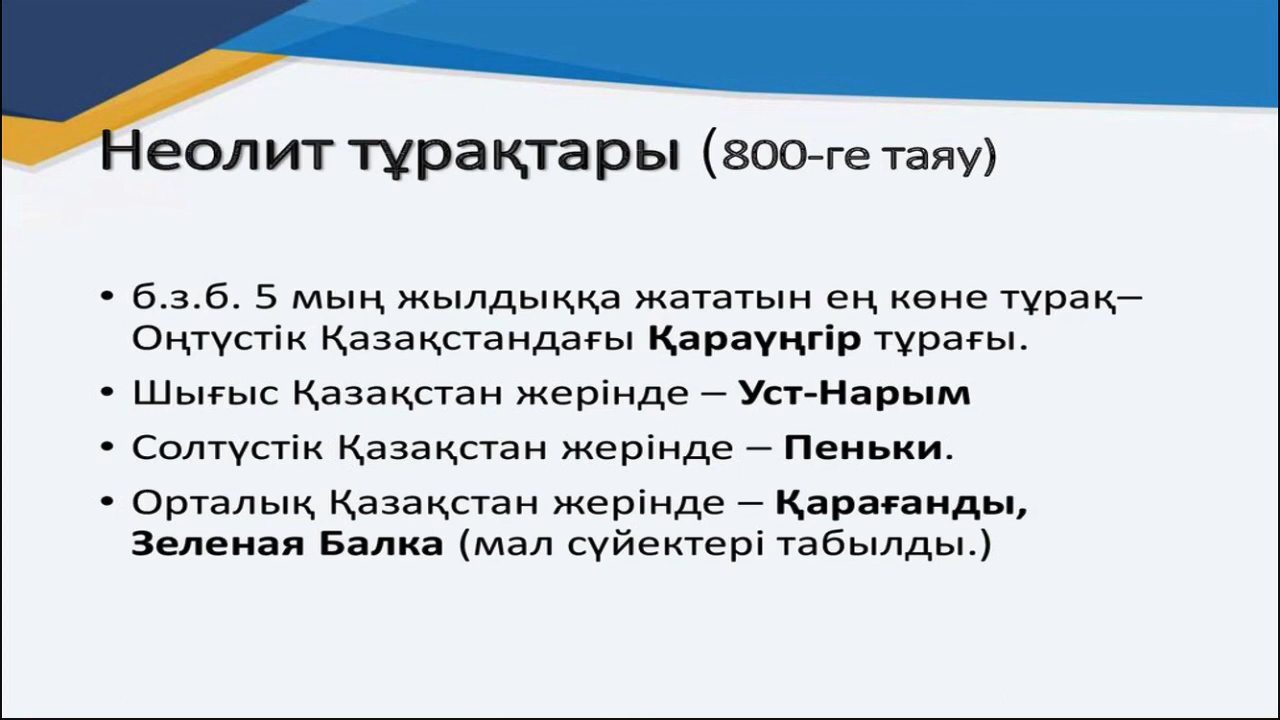 Неолит тұрақтары (800-ге таяу)
• б.з.б. 5 мың жылдыққа жататын ең көне тұрақ–
Оңтүстік Қазақстандағы Қараүңгір тұрағы.
• Шығыс Қазақстан жерінде – Уст-Нарым
• Солтүстік Қазақстан жерінде – Пеньки.
• Орталық Қазақстан жерінде – Қарағанды,
Зеленая Балка (мал сүйектері табылды.)